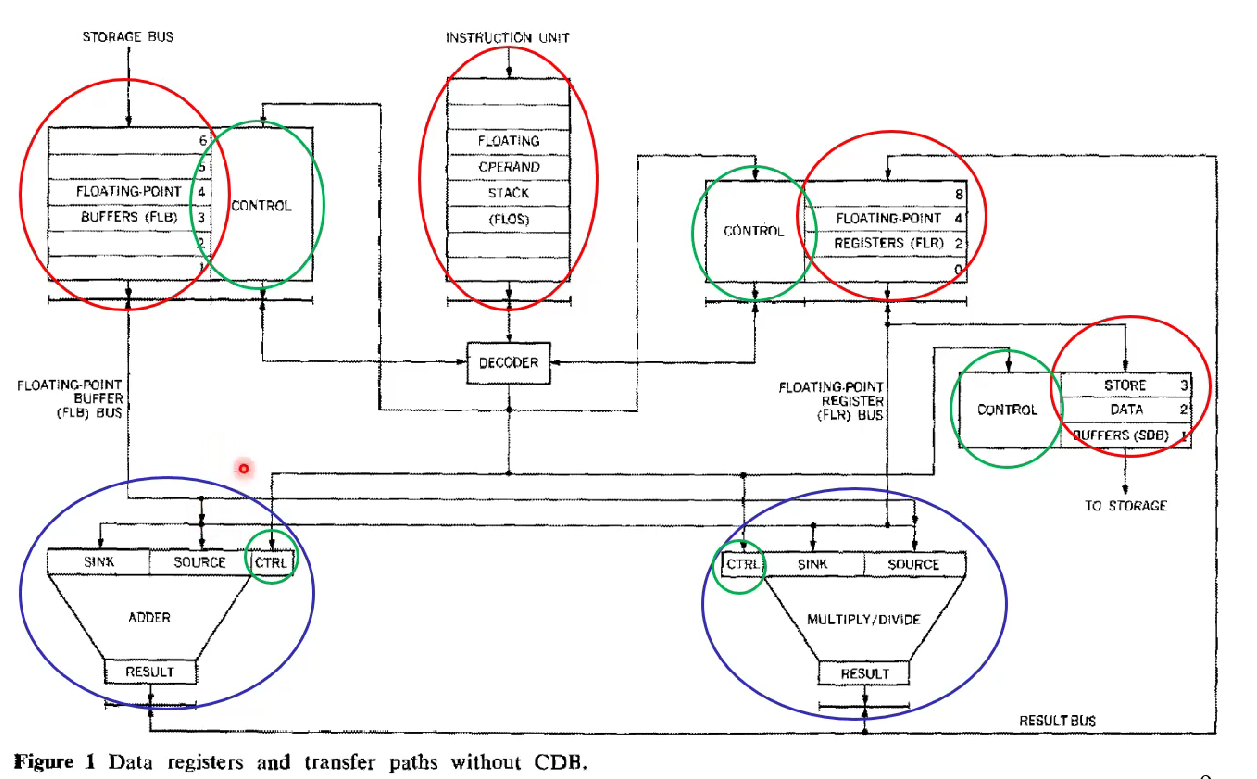 STORAGE BUS
INSTRUCTION UNIT
6
5
FLOATING-POINT 4
BUFFERS (FLB) 3
2
1
CONTROL
FLOATING
OPERAND
STACK
(FLOS)
CONTROL
8
FLOATING-POINT 4
REGISTERS (FLR) 2
0
DECODER
FLOATING-POINT
BUFFER
(FLB) BUS
FLOATING-POINT
REGISTER
(FLR) BUS
CONTROL
STORE 3
DATA 2
BUFFERS (SDB) 1
TO STORAGE
SINK SOURCE CTRL
ADDER
RESULT
CTRL SINK SOURCE
MULTIPLY/DIVIDE
RESULT
RESULT BUS
Figure 1 Data registers and transfer paths without CDB.